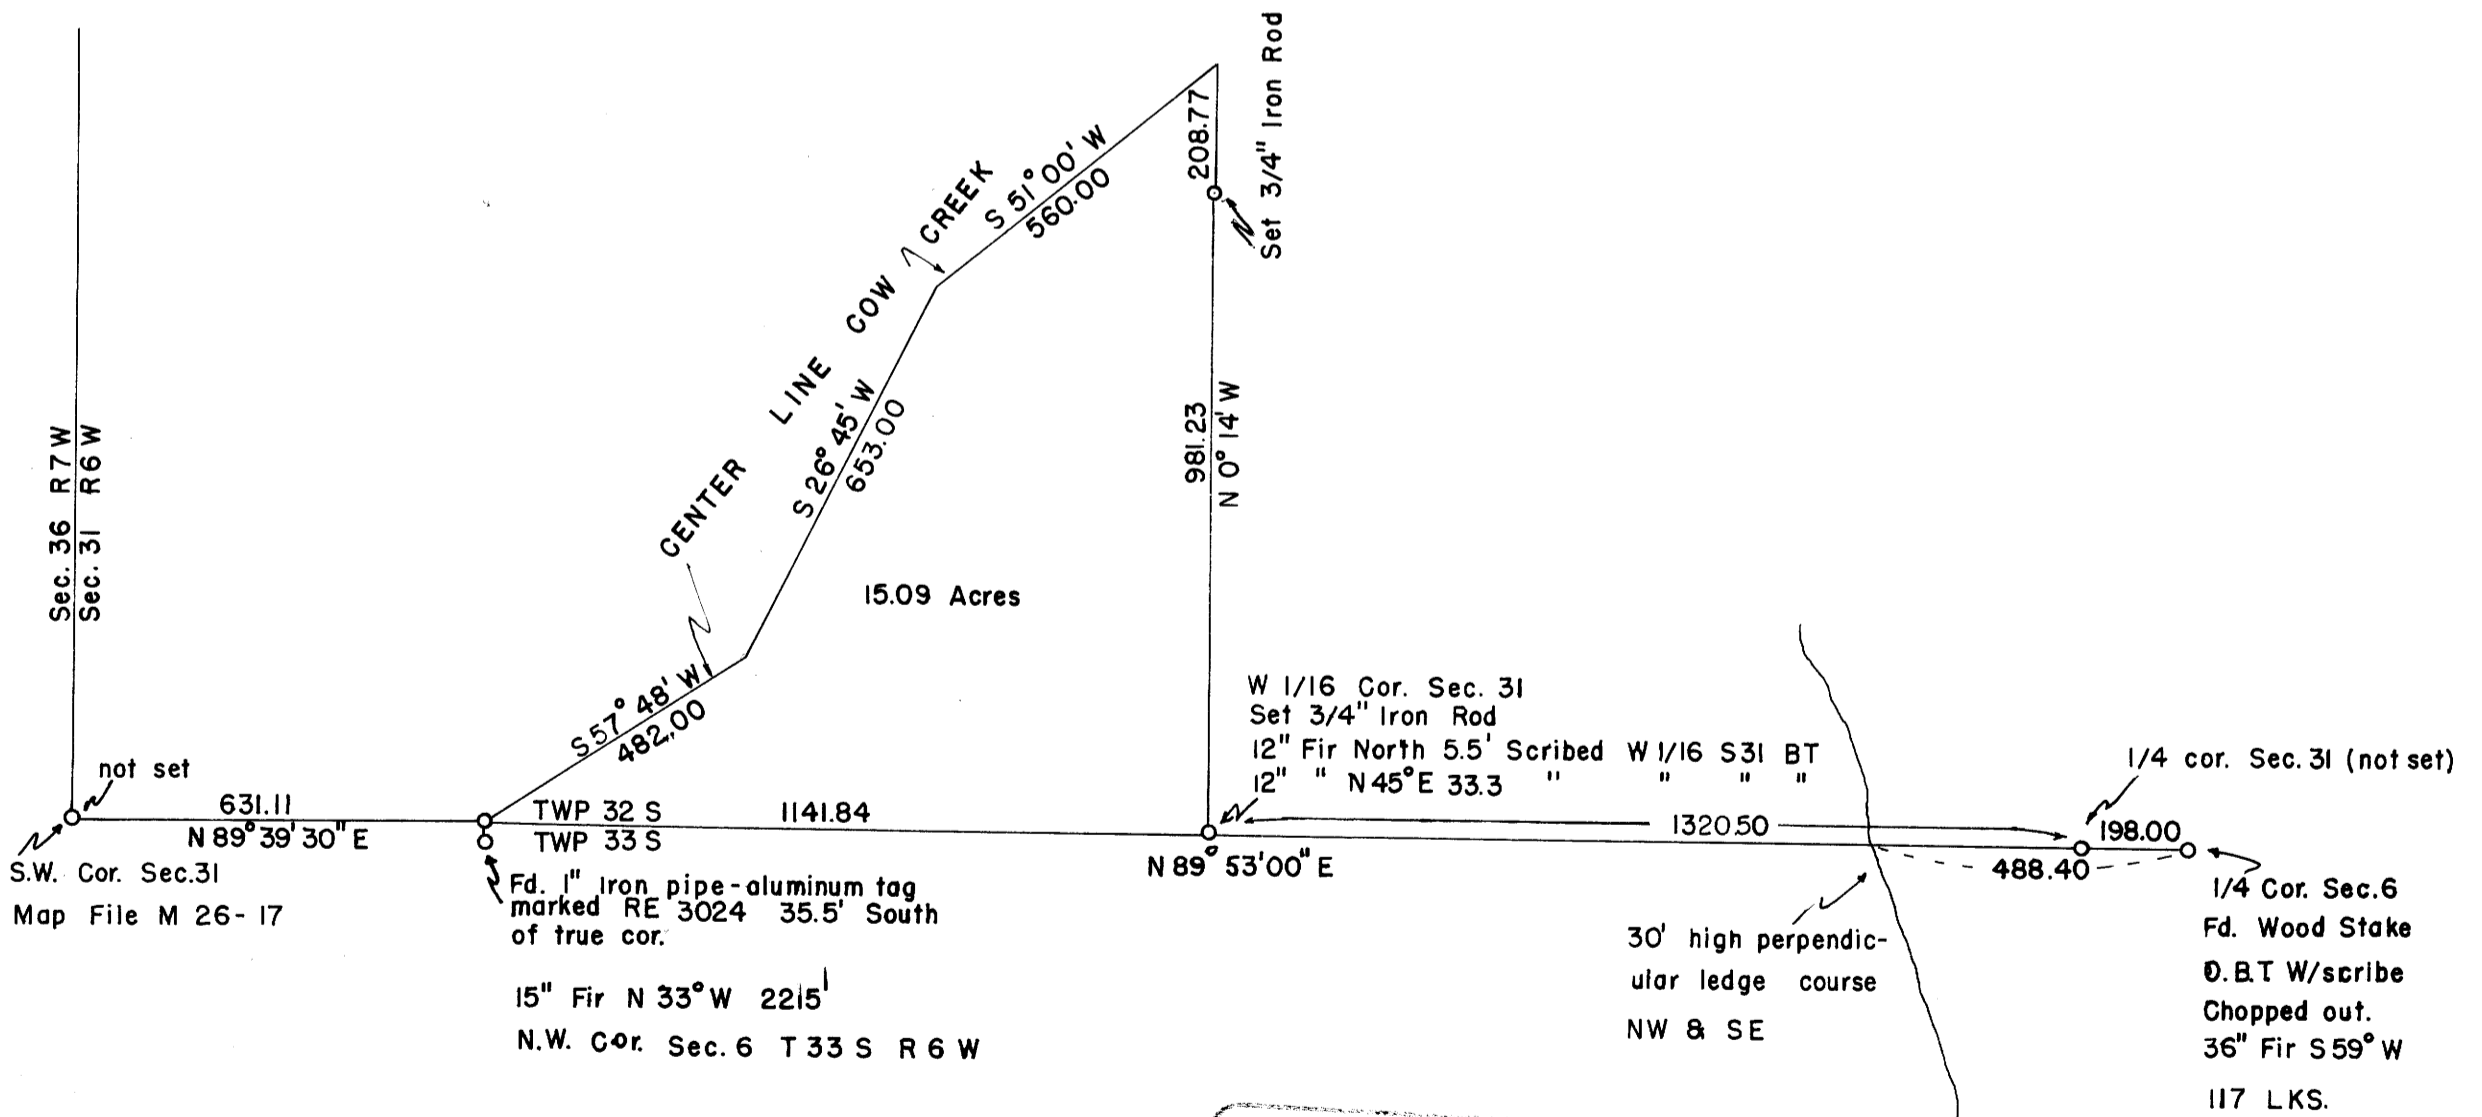 Sec. 36 R7W
Sec. 31 R6W
not set
631.11
N 89° 39' 30" E
S.W. Cor. Sec.31
Map File M 26-17
CENTER LINE COW CREEK
S 51° 00' W
560.00
S 26° 45' W
653.00
S 57° 48' W
482.00
208.77
Set 3/4" Iron Rod
981.23
N 0° 14' W
15.09 Acres
TWP 32 S
1141.84
TWP 33 S
Fd. 1" Iron pipe-aluminum tag
marked RE 3024 35.5' South
of true cor.
15" Fir N 33° W
N.W. Cor. Sec. 6 T 33 S R 6 W
W 1/16 Cor. Sec. 31
Set 3/4" Iron Rod
12" Fir North 5.5' Scribed W 1/16 S31 BT
12" " N 45° E 33.3 " " " "
N 89° 53' 00" E
1320.50
1/4 cor. Sec. 31 (not set)
198.00
488.40
30' high perpendic-
ular ledge course
NW & SE
1/4 Cor. Sec. 6
Fd. Wood Stake
O.B.T W/scribe
Chopped out.
36" Fir S 59° W
117 LKS.